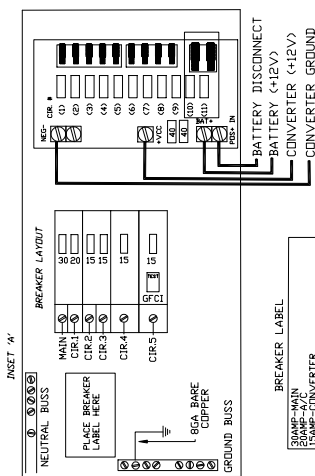 INSET 'A'
NEG-
CIR. #
(1)
(2)
(3)
(4)
(5)
(6)
(7)
(8)
(9)
(10)
(11)
+VCC
40
40
BAT+
POS+ IN
BATTERY DISCONNECT
BATTERY (+12V)
CONVERTER (+12V)
CONVERTER GROUND
BREAKER LAYOUT
30
20
15
15
15
15
TEST
GFCI
MAIN
CIR.1
CIR.2
CIR.3
CIR.4
CIR.5
NEUTRAL BUSS
PLACE BREAKER
LABEL HERE
8GA BARE
COPPER
GROUND BUSS
BREAKER LABEL
30AMP-MAIN
20AMP-A/C
15AMP-CONVERTER